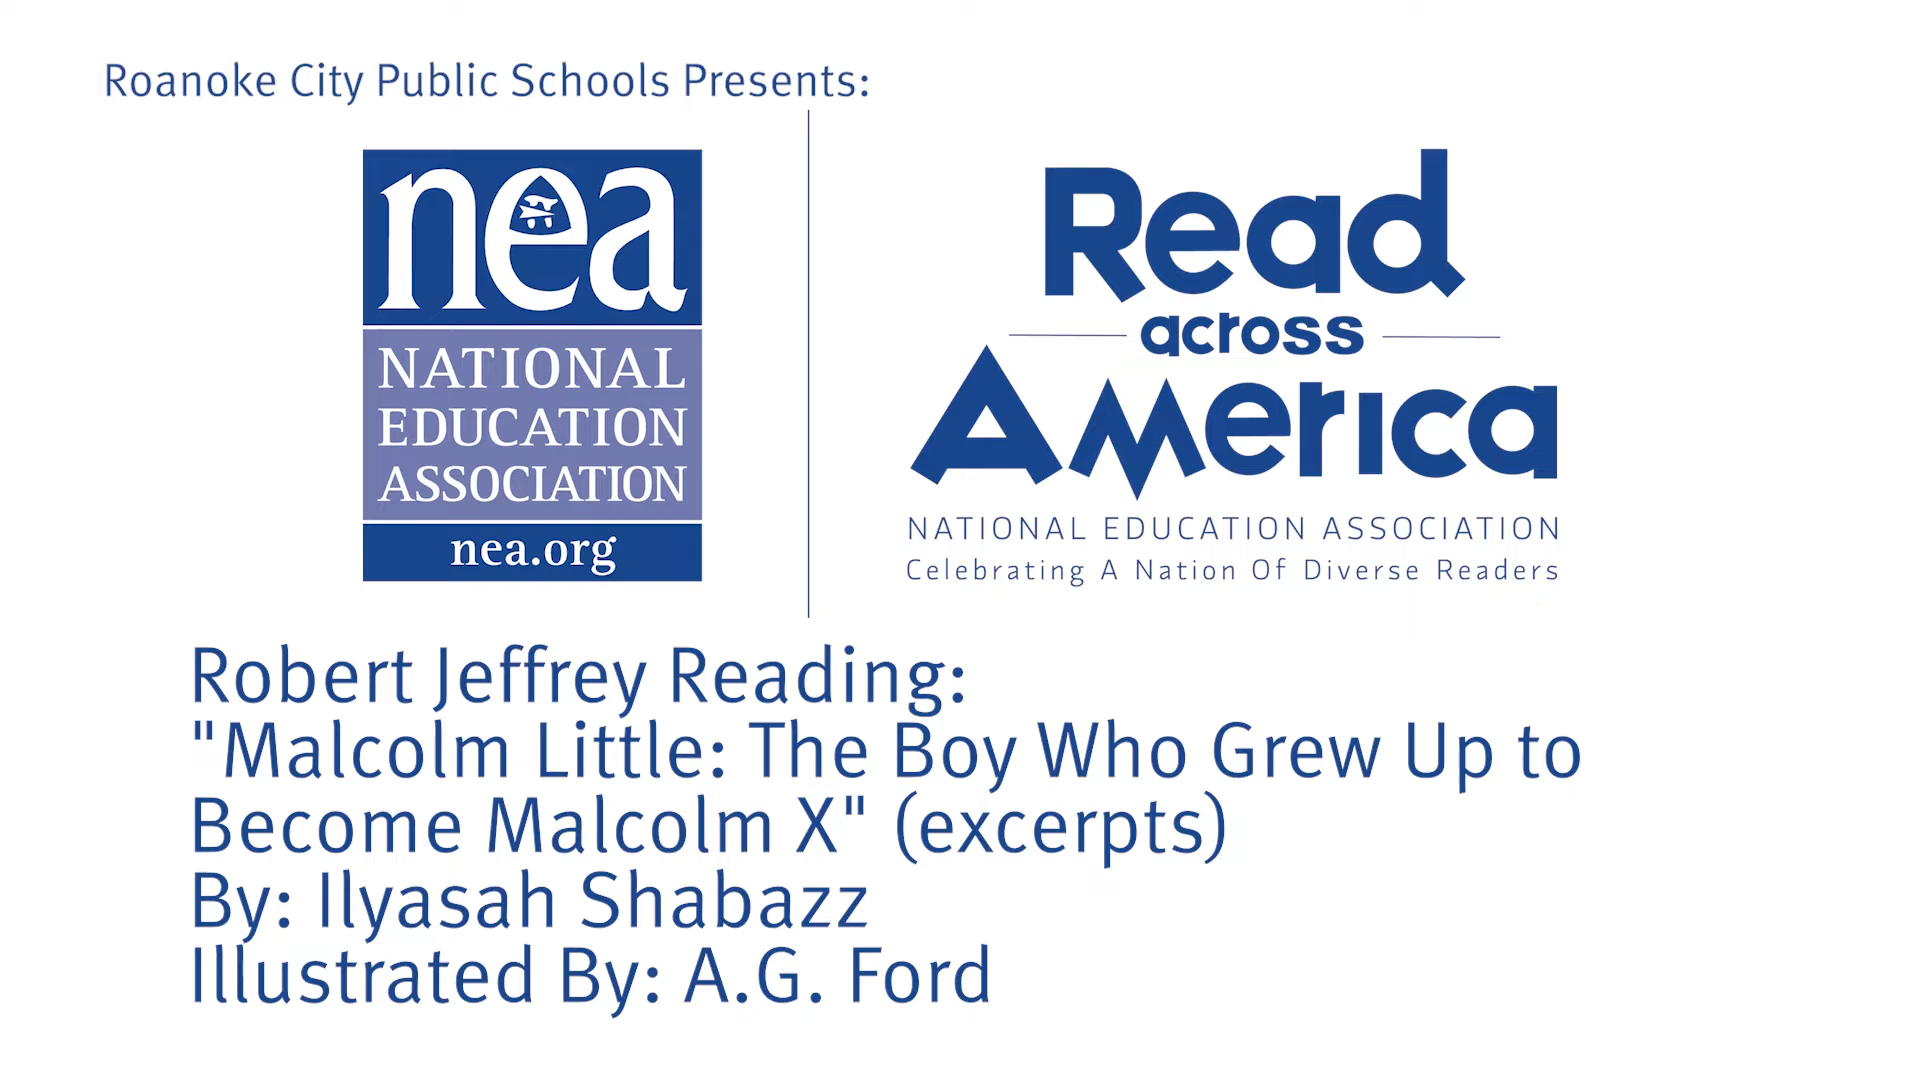 Roanoke City Public Schools Presents:
nea
NATIONAL
EDUCATION
ASSOCIATION
nea.org
Read
across
America
NATIONAL EDUCATION ASSOCIATION
Celebrating A Nation Of Diverse Readers
Robert Jeffrey Reading:
"Malcolm Little: The Boy Who Grew Up to
Become Malcolm X" (excerpts)
By: Ilyasah Shabazz
Illustrated By: A.G. Ford